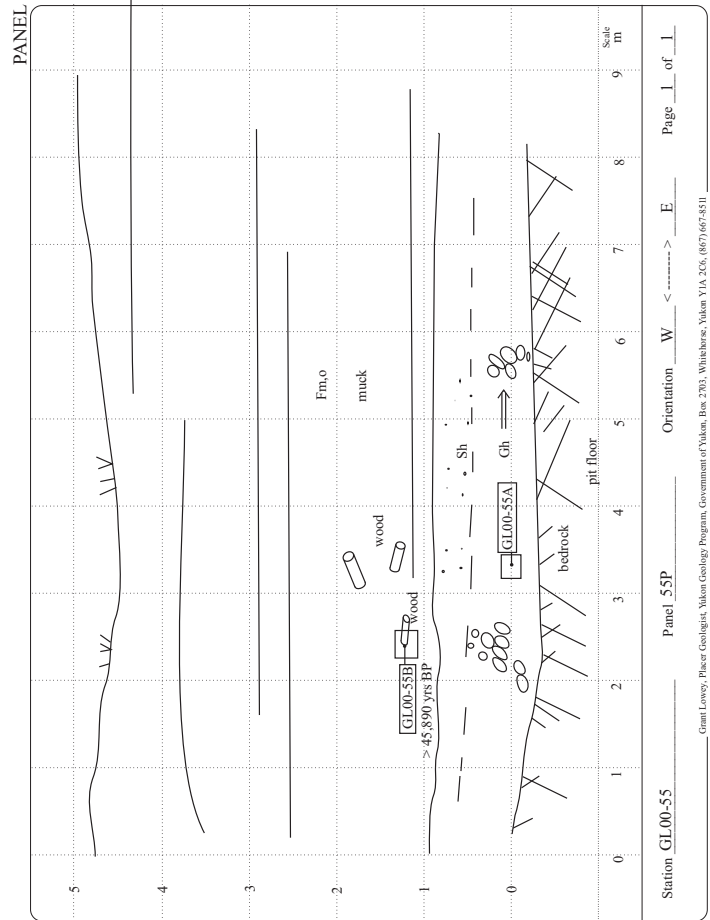 PANEL
5
4
3
2
1
0
Fm,o
muck
wood
wood
GL00-55B
> 45,890 yrs BP
Sh
Gh
GL00-55A
bedrock
pit floor
0 1 2 3 4 5 6 7 8 9
Scale
m
Station GL00-55 Panel 55P Orientation W < -------- > E Page 1 of 1
Grant Lowey, Placer Geologist, Yukon Geology Program, Government of Yukon, Box 2703, Whitehorse, Yukon Y1A 2C6, (867) 667-8511